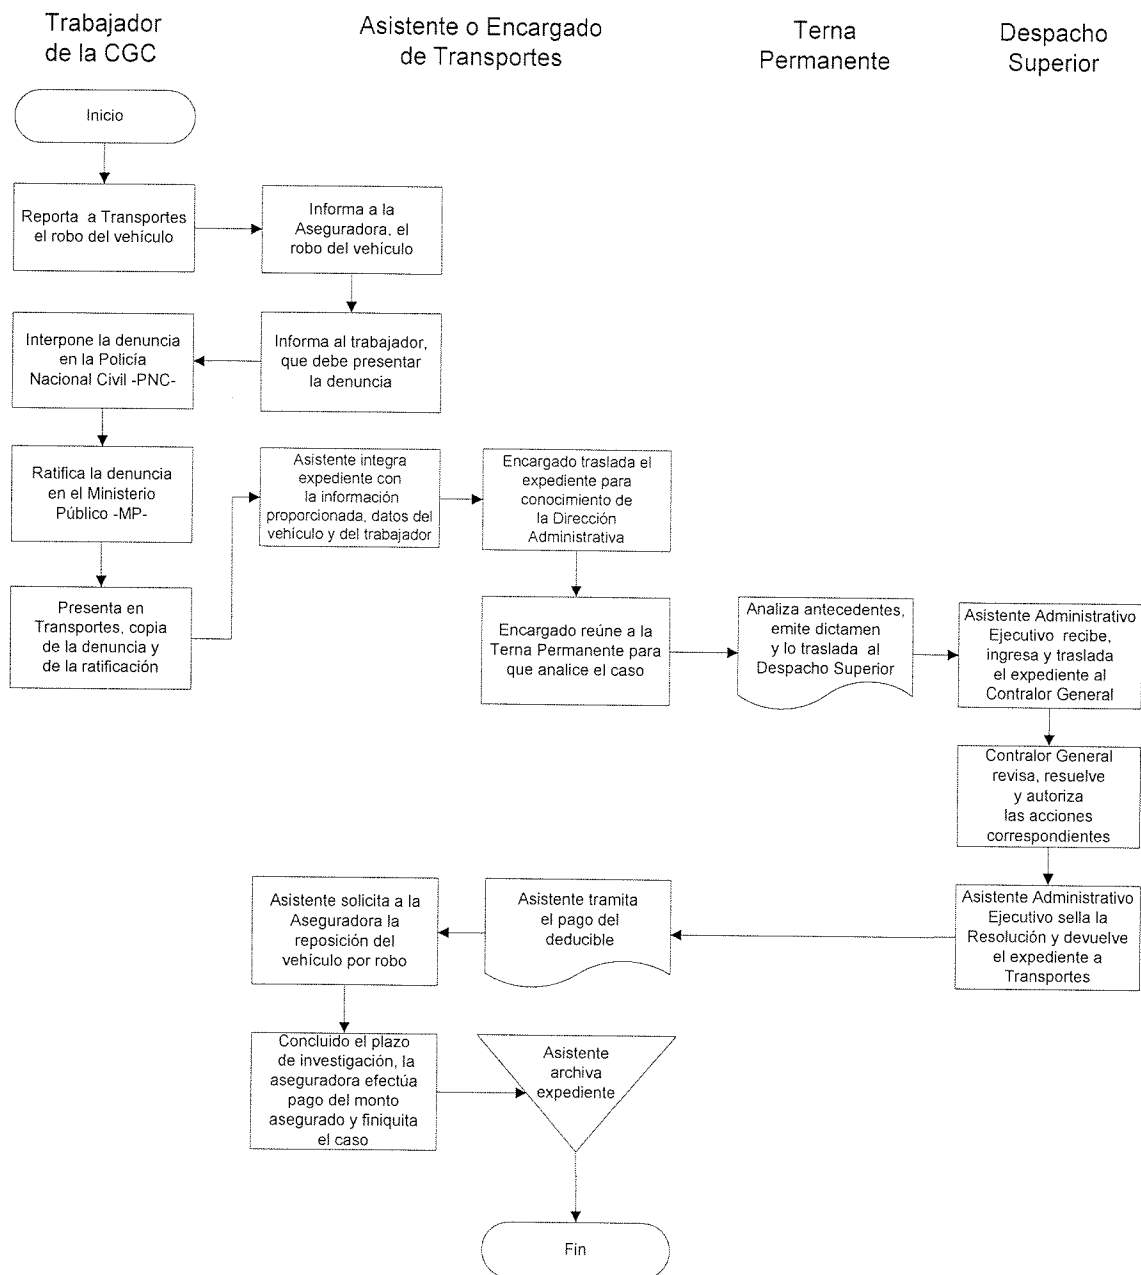 Trabajador
de la CGC
Asistente o Encargado
de Transportes
Terna
Permanente
Despacho
Superior
Inicio
Reporta a Transportes
el robo del vehículo
Informa a la
Aseguradora, el
robo del vehículo
Interpone la denuncia
en la Policía
Nacional Civil -PNC-
Informa al trabajador,
que debe presentar
la denuncia
Ratifica la denuncia
en el Ministerio
Público -MP-
Asistente integra
expediente con
la información
proporcionada, datos del
vehículo y del trabajador
Encargado traslada el
expediente para
conocimiento de
la Dirección
Administrativa
Presenta en
Transportes, copia
de la denuncia y
de la ratificación
Encargado reúne a la
Terna Permanente para
que analice el caso
Analiza antecedentes,
emite dictamen
y lo traslada al
Despacho Superior
Asistente Administrativo
Ejecutivo recibe,
ingresa y traslada
el expediente al
Contralor General
Contralor General
revisa, resuelve
y autoriza
las acciones
correspondientes
Asistente solicita a la
Aseguradora la
reposición del
vehículo por robo
Asistente tramita
el pago del
deducible
Asistente Administrativo
Ejecutivo sella la
Resolución y devuelve
el expediente a
Transportes
Concluido el plazo
de investigación, la
aseguradora efectúa
pago del monto
asegurado y finiquita
el caso
Asistente
archiva
expediente
Fin